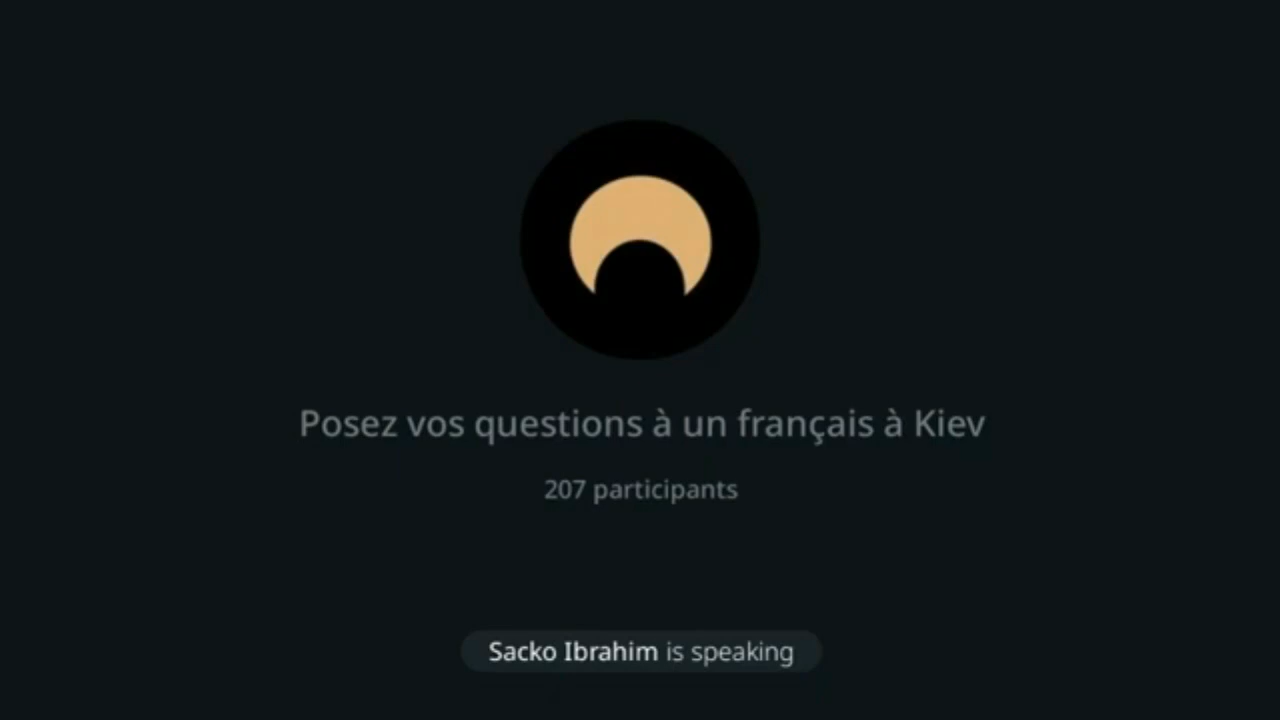 Posez vos questions à un français à Kiev
207 participants
Sacko Ibrahim is speaking